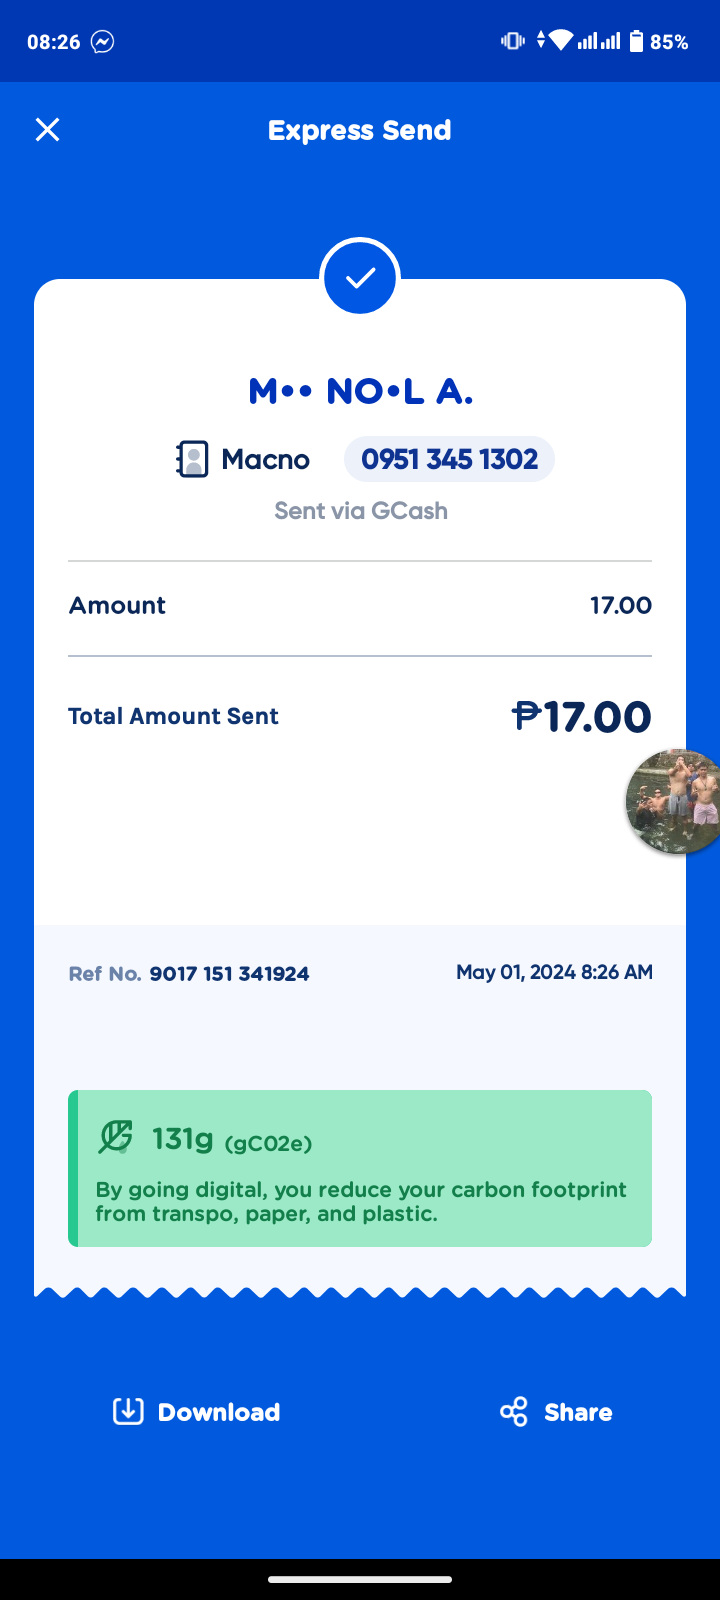 08:26
85%
Express Send
M•• NO•L A.
Macno 0951 345 1302
Sent via GCash
Amount 17.00
Total Amount Sent ₱17.00
Ref No. 9017 151 341924 May 01, 2024 8:26 AM
131g (gC02e)
By going digital, you reduce your carbon footprint
from transpo, paper, and plastic.
Download Share